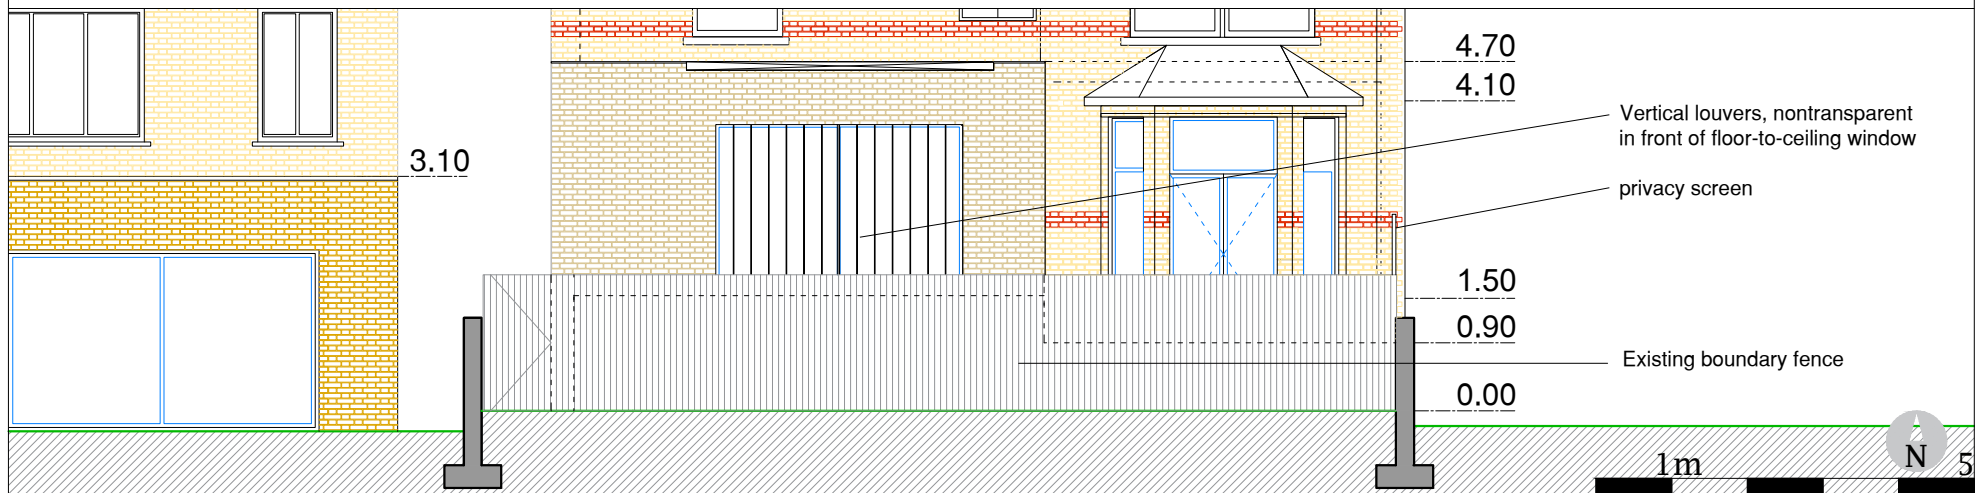 4.70
4.10
Vertical louvers, nontransparent
in front of floor-to-ceiling window
3.10
privacy screen
1.50
0.90
Existing boundary fence
0.00
N
1m
5